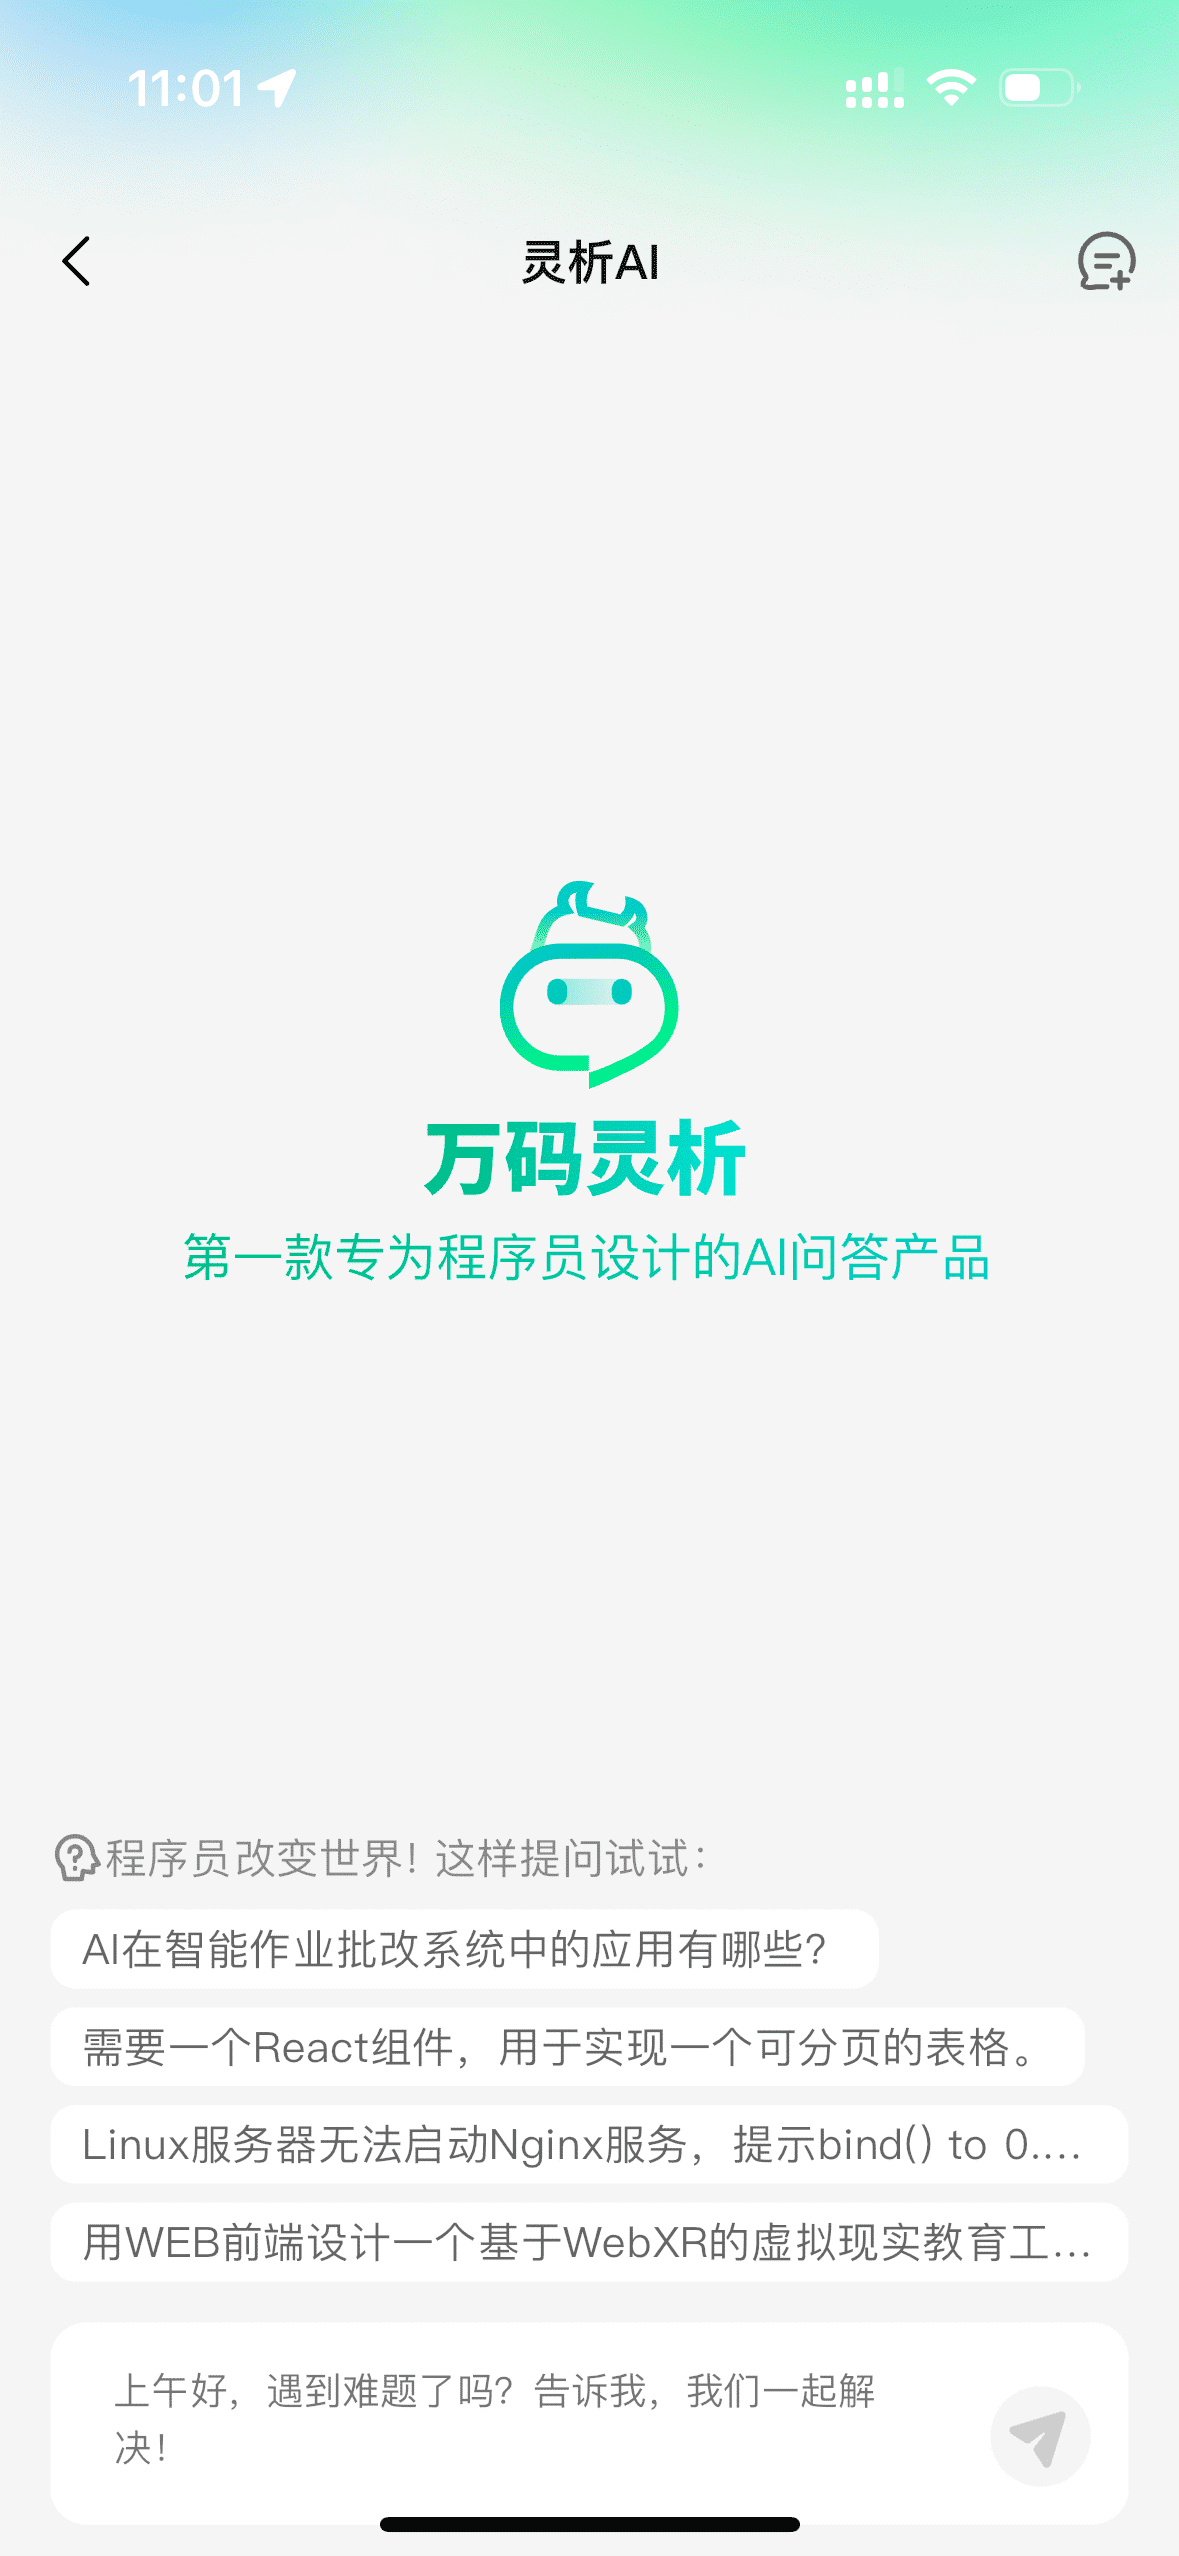 11:01
灵析AI
万码灵析
第一款专为程序员设计的AI问答产品
程序员改变世界！这样提问试试：
AI在智能作业批改系统中的应用有哪些？
需要一个React组件，用于实现一个可分页的表格。
Linux服务器无法启动Nginx服务，提示bind() to 0....
用WEB前端设计一个基于WebXR的虚拟现实教育工...
上午好，遇到难题了吗？告诉我，我们一起解
决！